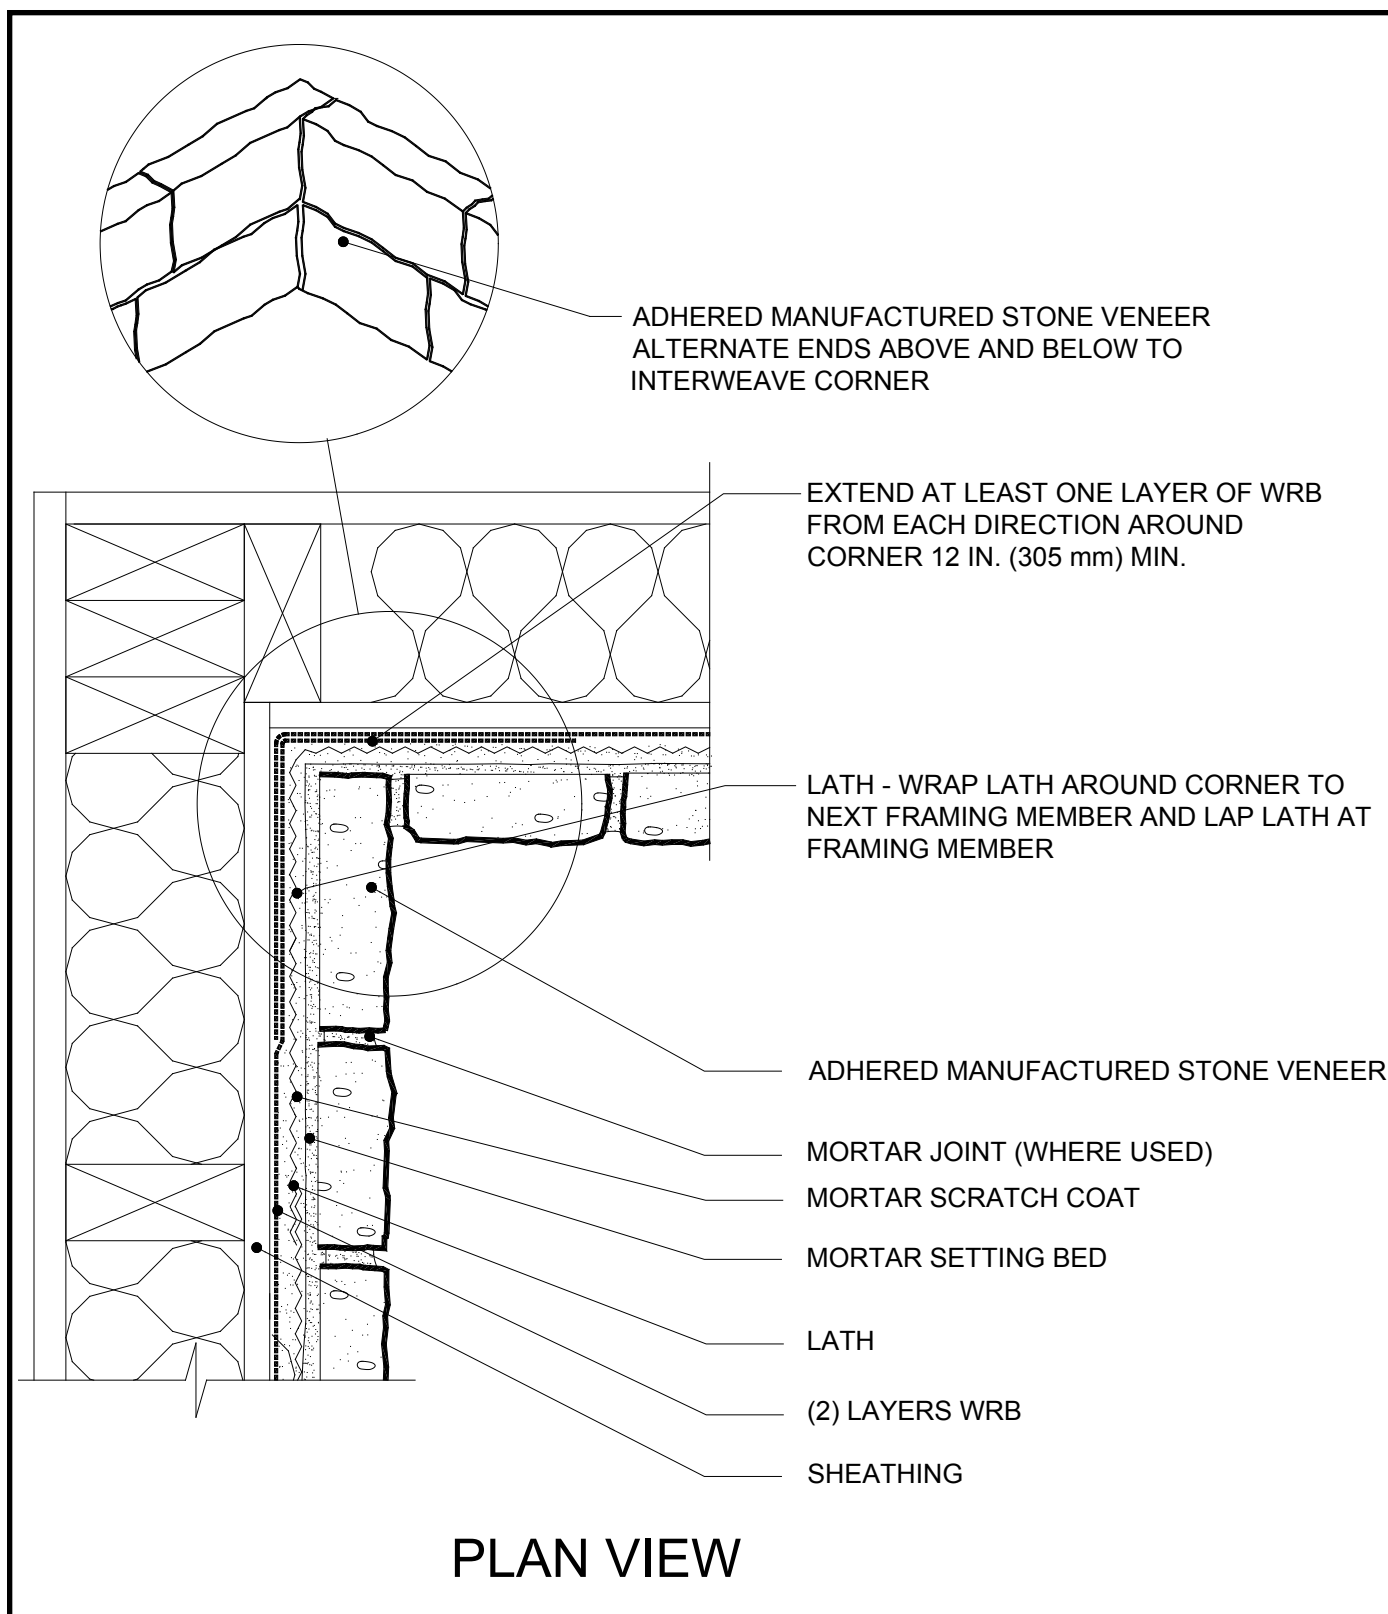 ADHERED MANUFACTURED STONE VENEER
ALTERNATE ENDS ABOVE AND BELOW TO
INTERWEAVE CORNER
EXTEND AT LEAST ONE LAYER OF WRB
FROM EACH DIRECTION AROUND
CORNER 12 IN. (305 mm) MIN.
LATH - WRAP LATH AROUND CORNER TO
NEXT FRAMING MEMBER AND LAP LATH AT
FRAMING MEMBER
ADHERED MANUFACTURED STONE VENEER
MORTAR JOINT (WHERE USED)
MORTAR SCRATCH COAT
MORTAR SETTING BED
LATH
(2) LAYERS WRB
SHEATHING
PLAN VIEW